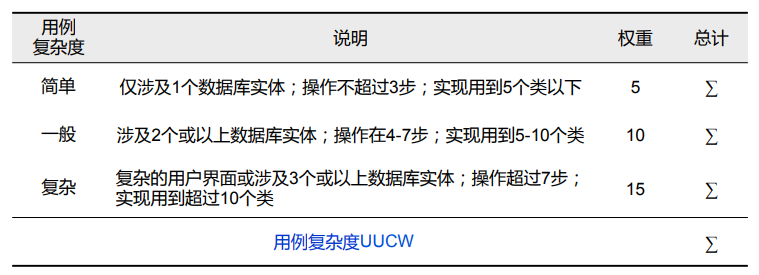 用例
复杂度
说明
权重
总计
简单
仅涉及1个数据库实体；操作不超过3步；实现用到5个类以下
5
∑
一般
涉及2个或以上数据库实体；操作在4-7步；实现用到5-10个类
10
∑
复杂
复杂的用户界面或涉及3个或以上数据库实体；操作超过7步；
实现用到超过10个类
15
∑
用例复杂度UUCW
∑